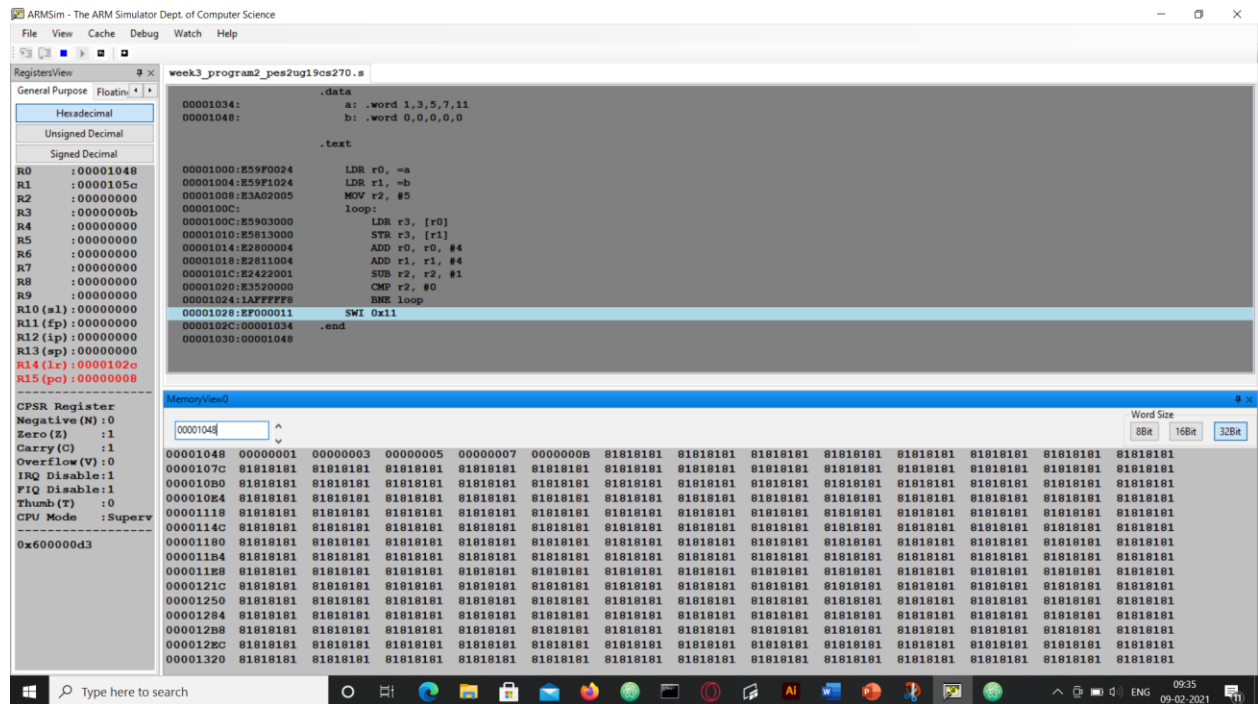 ARMSim - The ARM Simulator Dept. of Computer Science
File View Cache Debug Watch Help
RegistersView
General Purpose Floatin
Hexadecimal
Unsigned Decimal
Signed Decimal
R0 :00001048
R1 :0000105c
R2 :00000000
R3 :0000000b
R4 :00000000
R5 :00000000
R6 :00000000
R7 :00000000
R8 :00000000
R9 :00000000
R10(sl):00000000
R11(fp):00000000
R12(ip):00000000
R13(sp):00000000
R14(lr):0000102c
R15(pc):00000008
CPSR Register
Negative(N):0
Zero(Z) :1
Carry(C) :1
Overflow(V):0
IRQ Disable:1
FIQ Disable:1
Thumb(T) :0
CPU Mode :Superv
0x600000d3
week3_program2_pes2ug19cs270.s
.data
00001034: a: .word 1,3,5,7,11
00001048: b: .word 0,0,0,0,0
.text
00001000:E59F0024 LDR r0, =a
00001004:E59F1024 LDR r1, =b
00001008:E3A02005 MOV r2, #5
0000100C: loop:
0000100C:E5903000 LDR r3, [r0]
00001010:E5813000 STR r3, [r1]
00001014:E2800004 ADD r0, r0, #4
00001018:E2811004 ADD r1, r1, #4
0000101C:E2422001 SUB r2, r2, #1
00001020:E3520000 CMP r2, #0
00001024:1AFFFFF8 BNE loop
00001028:EF000011 SWI 0x11
0000102C:00001034 .end
00001030:00001048
MemoryView0
00001048
Word Size
8Bit 16Bit 32Bit
00001048 00000001 00000003 00000005 00000007 0000000B 81818181 81818181 81818181 81818181 81818181 81818181 81818181 81818181
0000107C 81818181 81818181 81818181 81818181 81818181 81818181 81818181 81818181 81818181 81818181 81818181 81818181 81818181
000010B0 81818181 81818181 81818181 81818181 81818181 81818181 81818181 81818181 81818181 81818181 81818181 81818181 81818181
000010E4 81818181 81818181 81818181 81818181 81818181 81818181 81818181 81818181 81818181 81818181 81818181 81818181 81818181
00001118 81818181 81818181 81818181 81818181 81818181 81818181 81818181 81818181 81818181 81818181 81818181 81818181 81818181
0000114C 81818181 81818181 81818181 81818181 81818181 81818181 81818181 81818181 81818181 81818181 81818181 81818181 81818181
00001180 81818181 81818181 81818181 81818181 81818181 81818181 81818181 81818181 81818181 81818181 81818181 81818181 81818181
000011B4 81818181 81818181 81818181 81818181 81818181 81818181 81818181 81818181 81818181 81818181 81818181 81818181 81818181
000011E8 81818181 81818181 81818181 81818181 81818181 81818181 81818181 81818181 81818181 81818181 81818181 81818181 81818181
0000121C 81818181 81818181 81818181 81818181 81818181 81818181 81818181 81818181 81818181 81818181 81818181 81818181 81818181
00001250 81818181 81818181 81818181 81818181 81818181 81818181 81818181 81818181 81818181 81818181 81818181 81818181 81818181
00001284 81818181 81818181 81818181 81818181 81818181 81818181 81818181 81818181 81818181 81818181 81818181 81818181 81818181
000012B8 81818181 81818181 81818181 81818181 81818181 81818181 81818181 81818181 81818181 81818181 81818181 81818181 81818181
000012EC 81818181 81818181 81818181 81818181 81818181 81818181 81818181 81818181 81818181 81818181 81818181 81818181 81818181
00001320 81818181 81818181 81818181 81818181 81818181 81818181 81818181 81818181 81818181 81818181 81818181 81818181 81818181
Type here to search
Ai
ENG
09:35
09-02-2021